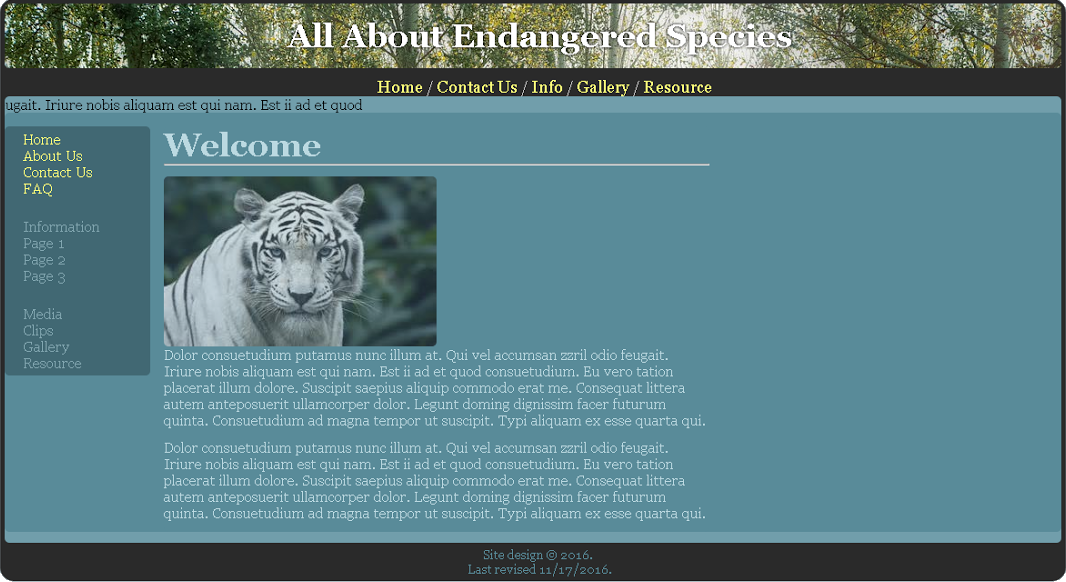 All About Endangered Species
Home / Contact Us / Info / Gallery / Resource
ugait. Iriure nobis aliquam est qui nam. Est ii ad et quod
Home
About Us
Contact Us
FAQ
Information
Page 1
Page 2
Page 3
Media
Clips
Gallery
Resource
Welcome
Dolor consuetudium putamus nunc illum at. Qui vel accumsan zzril odio feugait.
Iriure nobis aliquam est qui nam. Est ii ad et quod consuetudium. Eu vero tation
placerat illum dolore. Suscipit saepius aliquip commodo erat me. Consequat littera
autem anteposuerit ullamcorper dolor. Legunt doming dignissim facer futurum
quinta. Consuetudium ad magna tempor ut suscipit. Typi aliquam ex esse quarta qui.
Dolor consuetudium putamus nunc illum at. Qui vel accumsan zzril odio feugait.
Iriure nobis aliquam est qui nam. Est ii ad et quod consuetudium. Eu vero tation
placerat illum dolore. Suscipit saepius aliquip commodo erat me. Consequat littera
autem anteposuerit ullamcorper dolor. Legunt doming dignissim facer futurum
quinta. Consuetudium ad magna tempor ut suscipit. Typi aliquam ex esse quarta qui.
Site design © 2016.
Last revised 11/17/2016.